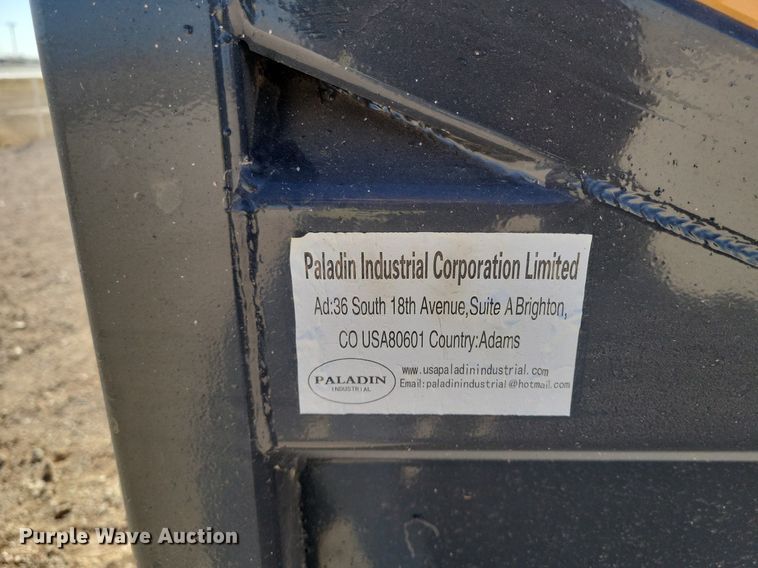 Paladin Industrial Corporation Limited
Ad:36 South 18th Avenue,Suite A Brighton,
CO USA80601 Country:Adams
PALADIN
INDUSTRIAL
www.usapaladinindustrial.com
Email:paladinindustrial@hotmail.com
Purple Wave Auction